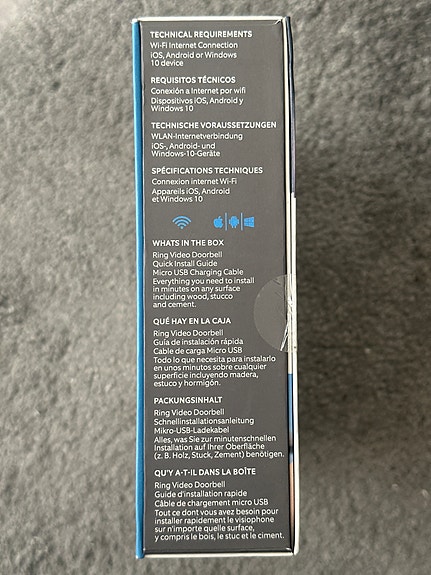 TECHNICAL REQUIREMENTS
Wi-Fi Internet Connection
iOS, Android or Windows
10 device
REQUISITOS TÉCNICOS
Conexión a Internet por wifi
Dispositivos iOS, Android y
Windows 10
TECHNISCHE VORAUSSETZUNGEN
WLAN-Internetverbindung
iOS-, Android- und
Windows-10-Geräte
SPÉCIFICATIONS TECHNIQUES
Connexion internet Wi-Fi
Appareils iOS, Android
et Windows 10
WHATS IN THE BOX
Ring Video Doorbell
Quick Install Guide
Micro USB Charging Cable
Everything you need to install
in minutes on any surface
including wood, stucco
and cement.
QUÉ HAY EN LA CAJA
Ring Video Doorbell
Guía de instalación rápida
Cable de carga Micro USB
Todo lo que necesita para instalarlo
en unos minutos sobre cualquier
superficie incluyendo madera,
estuco y hormigón.
PACKUNGSINHALT
Ring Video Doorbell
Schnellinstallationsanleitung
Mikro-USB-Ladekabel
Alles, was Sie zur minutenschnellen
Installation auf Ihrer Oberfläche
(z. B. Holz, Stuck, Zement) benötigen.
QU'Y A-T-IL DANS LA BOÎTE
Ring Video Doorbell
Guide d'installation rapide
Câble de chargement micro USB
Tout ce dont vous avez besoin pour
installer rapidement le visiophone
sur n'importe quelle surface,
y compris le bois, le stuc et le ciment.